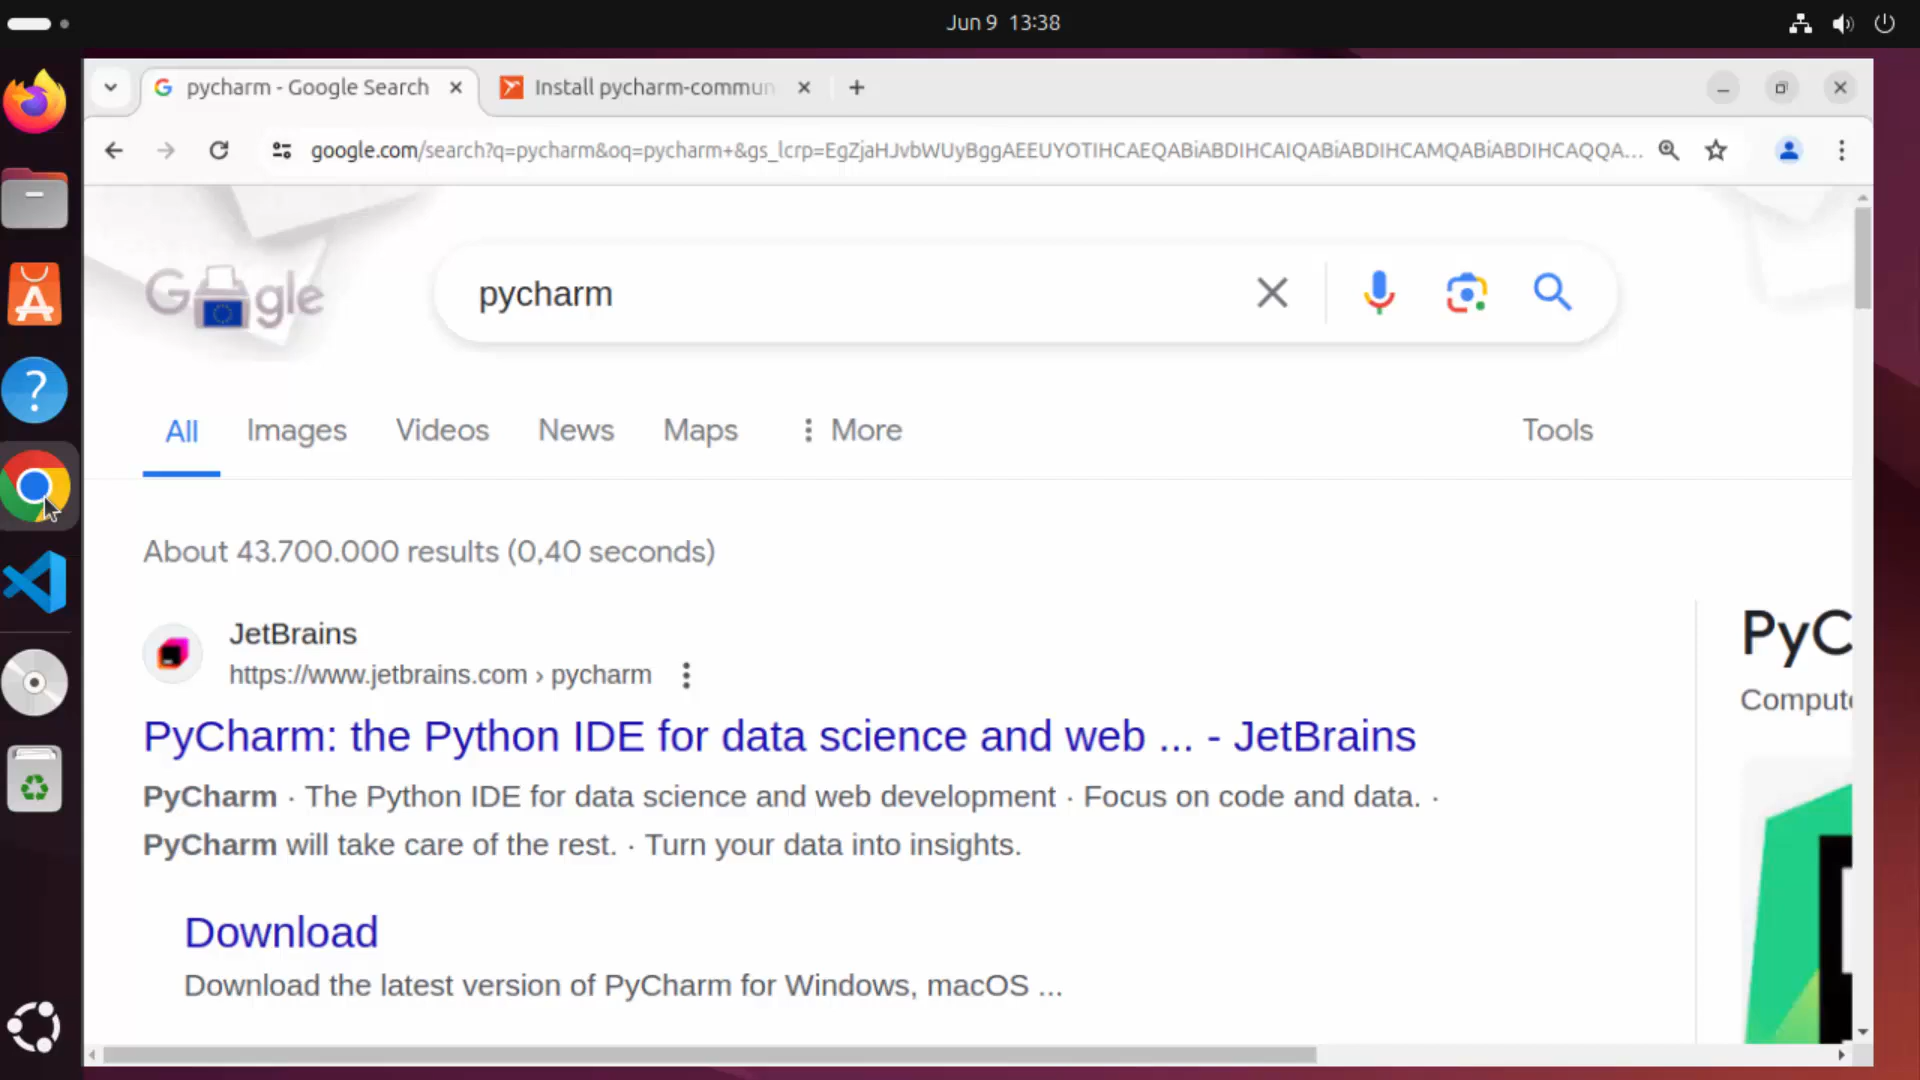 Jun 9 13:38
pycharm - Google Search
Install pycharm-commun
google.com/search?q=pycharm&oq=pycharm+&gs_lcrp=EgZjaHJvbWUyBggAEEUYOTIHCAEQABiABDIHCAIQABiABDIHCAMQABiABDIHCAQQA...
Google
pycharm
All
Images
Videos
News
Maps
More
Tools
About 43.700.000 results (0,40 seconds)
JetBrains
https://www.jetbrains.com › pycharm
PyCharm: the Python IDE for data science and web ... - JetBrains
PyCharm · The Python IDE for data science and web development · Focus on code and data. ·
PyCharm will take care of the rest. · Turn your data into insights.
Download
Download the latest version of PyCharm for Windows, macOS ...
PyC
Compute